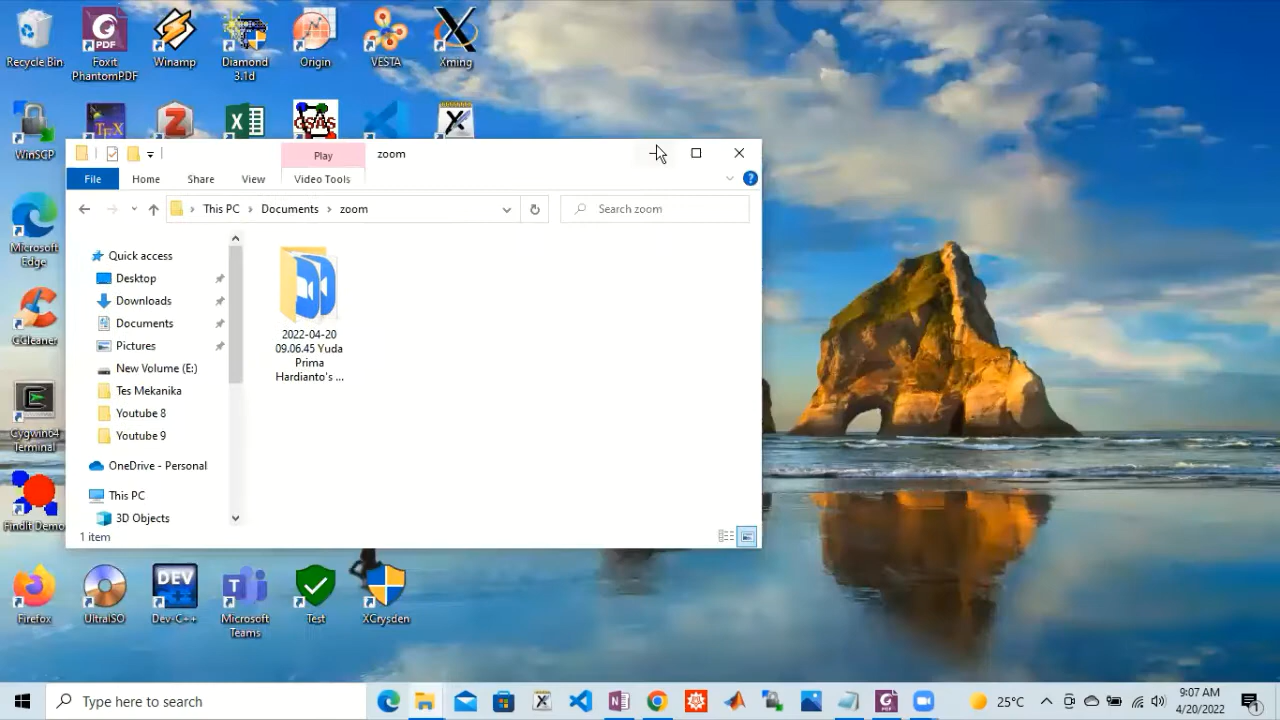 Recycle Bin
Foxit PhantomPDF
Winamp
Diamond 3.1d
Origin
VESTA
Xming
WinSCP
GSAS
Play
zoom
File
Home
Share
View
Video Tools
This PC
Documents
zoom
Search zoom
Microsoft Edge
CCleaner
Cygwin64 Terminal
FindIt Demo
Quick access
Desktop
Downloads
Documents
Pictures
New Volume (E:)
Tes Mekanika
Youtube 8
Youtube 9
OneDrive - Personal
This PC
3D Objects
2022-04-20
09.06.45 Yuda
Prima
Hardianto's ...
1 item
Firefox
UltraISO
DEV
Dev-C++
Microsoft Teams
Test
XCrysden
Type here to search
25°C
9:07 AM
4/20/2022
1